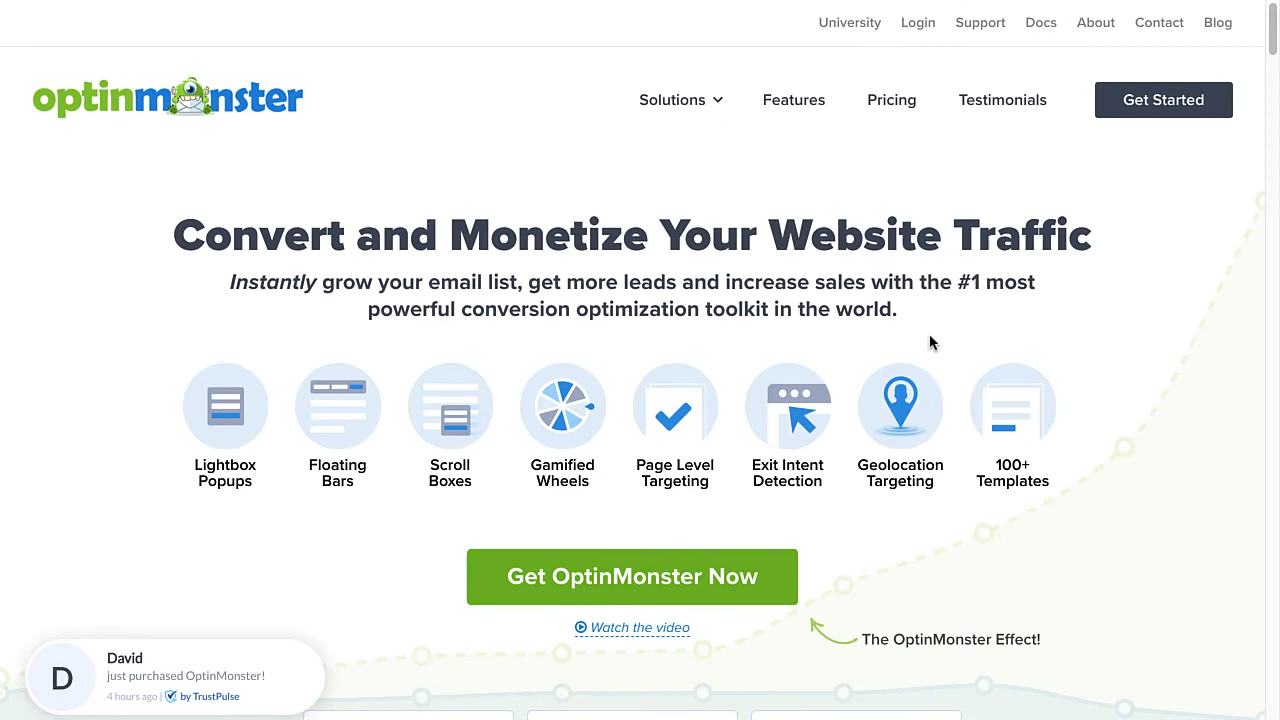 University Login Support Docs About Contact Blog
optinmonster
Solutions Features Pricing Testimonials Get Started
Convert and Monetize Your Website Traffic
Instantly grow your email list, get more leads and increase sales with the #1 most
powerful conversion optimization toolkit in the world.
Lightbox
Popups
Floating
Bars
Scroll
Boxes
Gamified
Wheels
Page Level
Targeting
Exit Intent
Detection
Geolocation
Targeting
100+
Templates
Get OptinMonster Now
Watch the video
The OptinMonster Effect!
D
David
just purchased OptinMonster!
4 hours ago | by TrustPulse